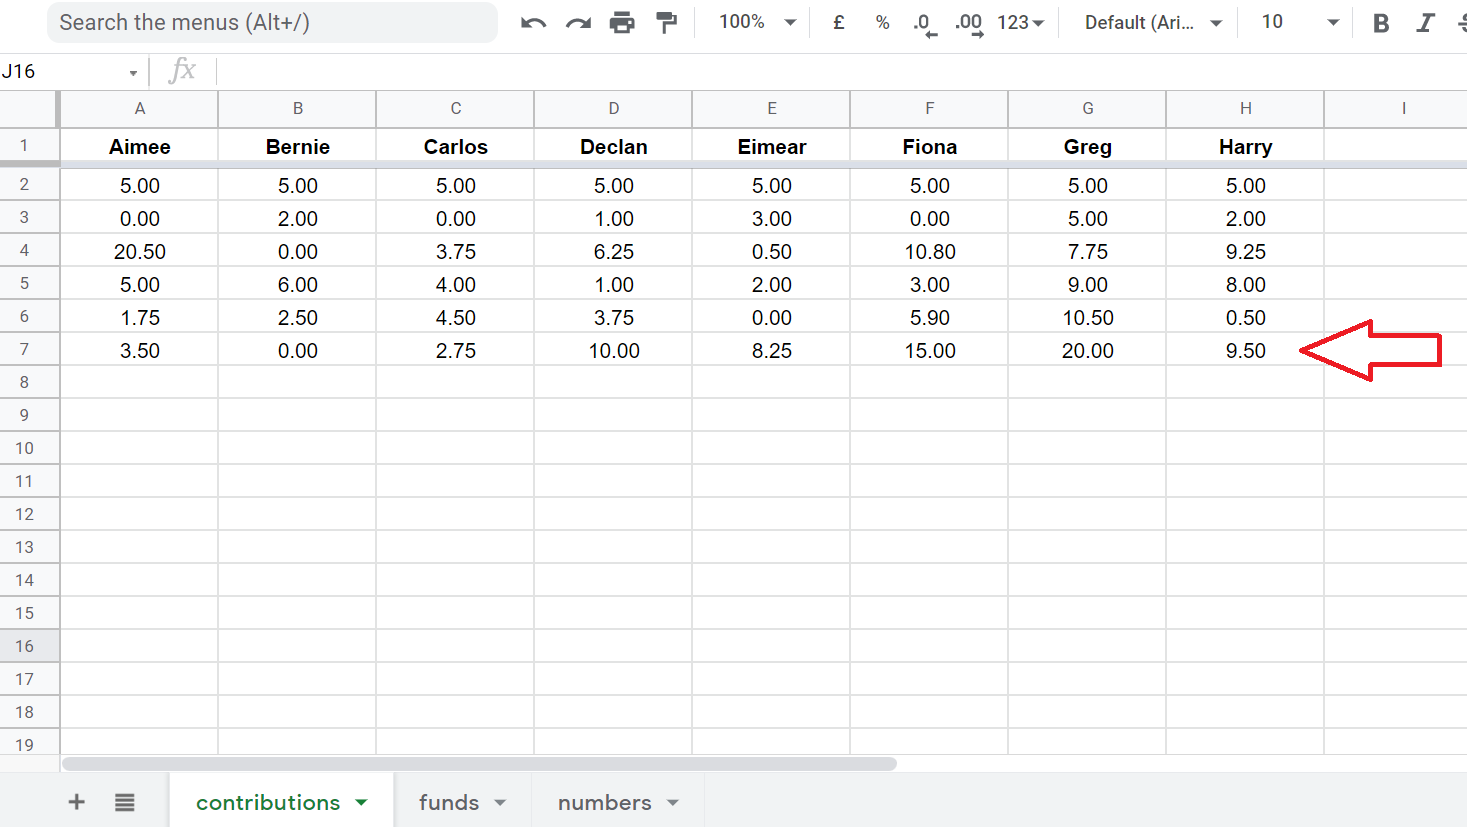 Search the menus (Alt+/) 100% £ % .0 .00 123 Default (Ari... 10 B I S
J16 fx
A B C D E F G H I
1 Aimee Bernie Carlos Declan Eimear Fiona Greg Harry
2 5.00 5.00 5.00 5.00 5.00 5.00 5.00 5.00
3 0.00 2.00 0.00 1.00 3.00 0.00 5.00 2.00
4 20.50 0.00 3.75 6.25 0.50 10.80 7.75 9.25
5 5.00 6.00 4.00 1.00 2.00 3.00 9.00 8.00
6 1.75 2.50 4.50 3.75 0.00 5.90 10.50 0.50
7 3.50 0.00 2.75 10.00 8.25 15.00 20.00 9.50
8
9
10
11
12
13
14
15
16
17
18
19
+ contributions funds numbers